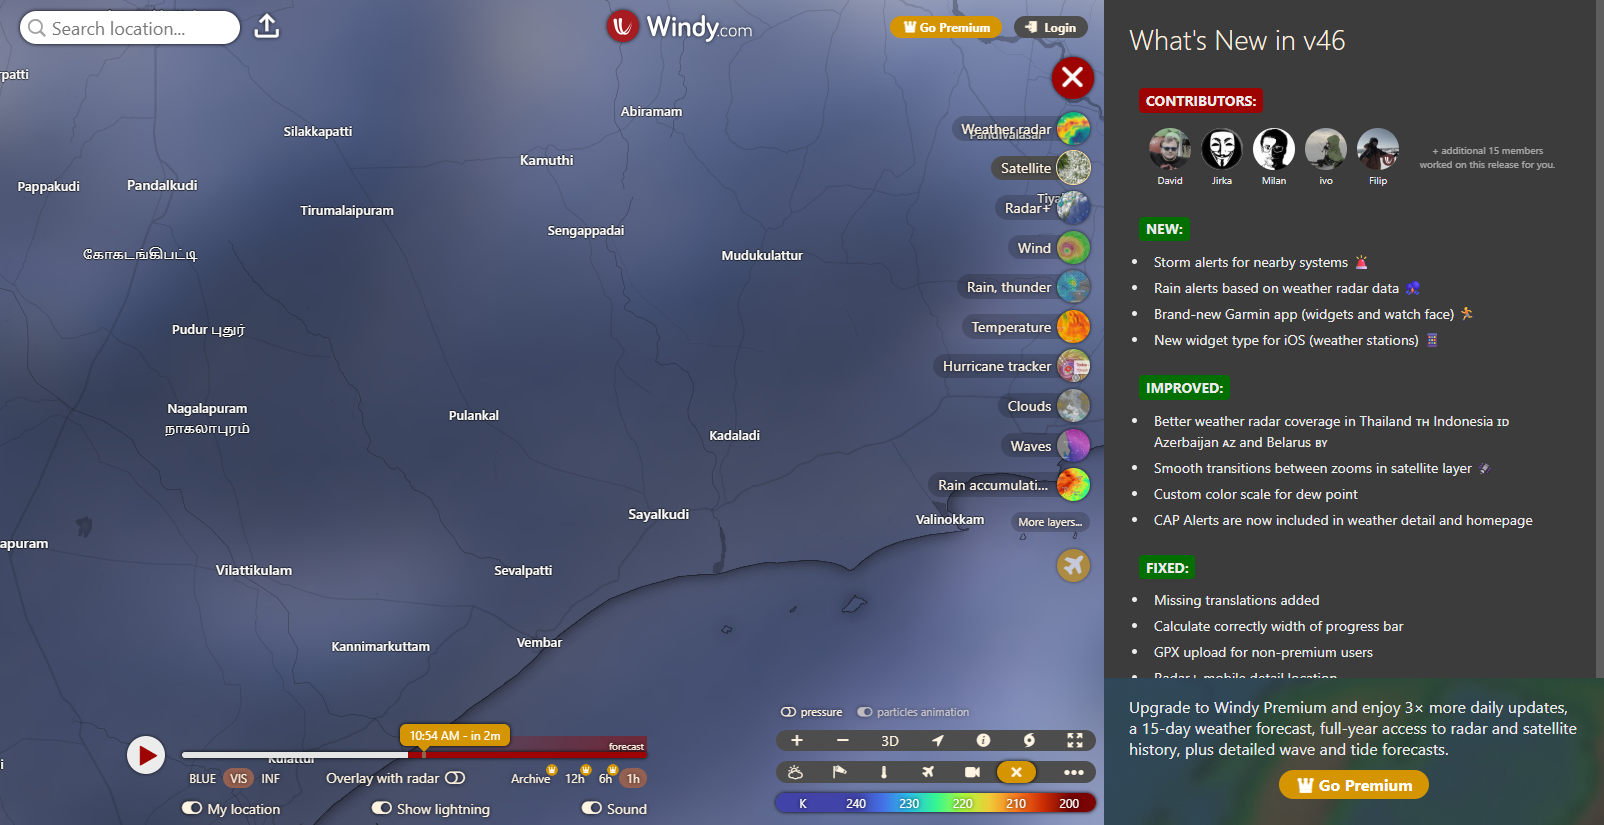 Search location...
Windy.com
Go Premium
Login
rpatti
Silakkapatti
Abiramam
Weather radar
Pandivalasai
Kamuthi
Satellite
Pappakudi
Pandalkudi
Tirumalaipuram
Radar+
Sengappadai
Wind
கோகடங்கிபட்டி
Mudukulattur
Rain, thunder
Pudur புதுர்
Temperature
Hurricane tracker
Nagalapuram
நாகலாபுரம்
Pulankal
Clouds
Kadaladi
Waves
Rain accumulati...
Sayalkudi
Valinokkam
More layers...
apuram
Vilattikulam
Sevalpatti
Kannimarkuttam
Vembar
pressure
particles animation
10:54 AM - in 2m
forecast
3D
BLUE VIS INF
Overlay with radar
Archive 12h 6h 1h
My location
Show lightning
Sound
K 240 230 220 210 200
What's New in v46
CONTRIBUTORS:
David Jirka Milan ivo Filip
+ additional 15 members
worked on this release for you.
NEW:
• Storm alerts for nearby systems
• Rain alerts based on weather radar data
• Brand-new Garmin app (widgets and watch face)
• New widget type for iOS (weather stations)
IMPROVED:
• Better weather radar coverage in Thailand TH Indonesia ID
Azerbaijan AZ and Belarus BY
• Smooth transitions between zooms in satellite layer
• Custom color scale for dew point
• CAP Alerts are now included in weather detail and homepage
FIXED:
• Missing translations added
• Calculate correctly width of progress bar
• GPX upload for non-premium users
• Radar+ mobile detail location
Upgrade to Windy Premium and enjoy 3× more daily updates,
a 15-day weather forecast, full-year access to radar and satellite
history, plus detailed wave and tide forecasts.
Go Premium